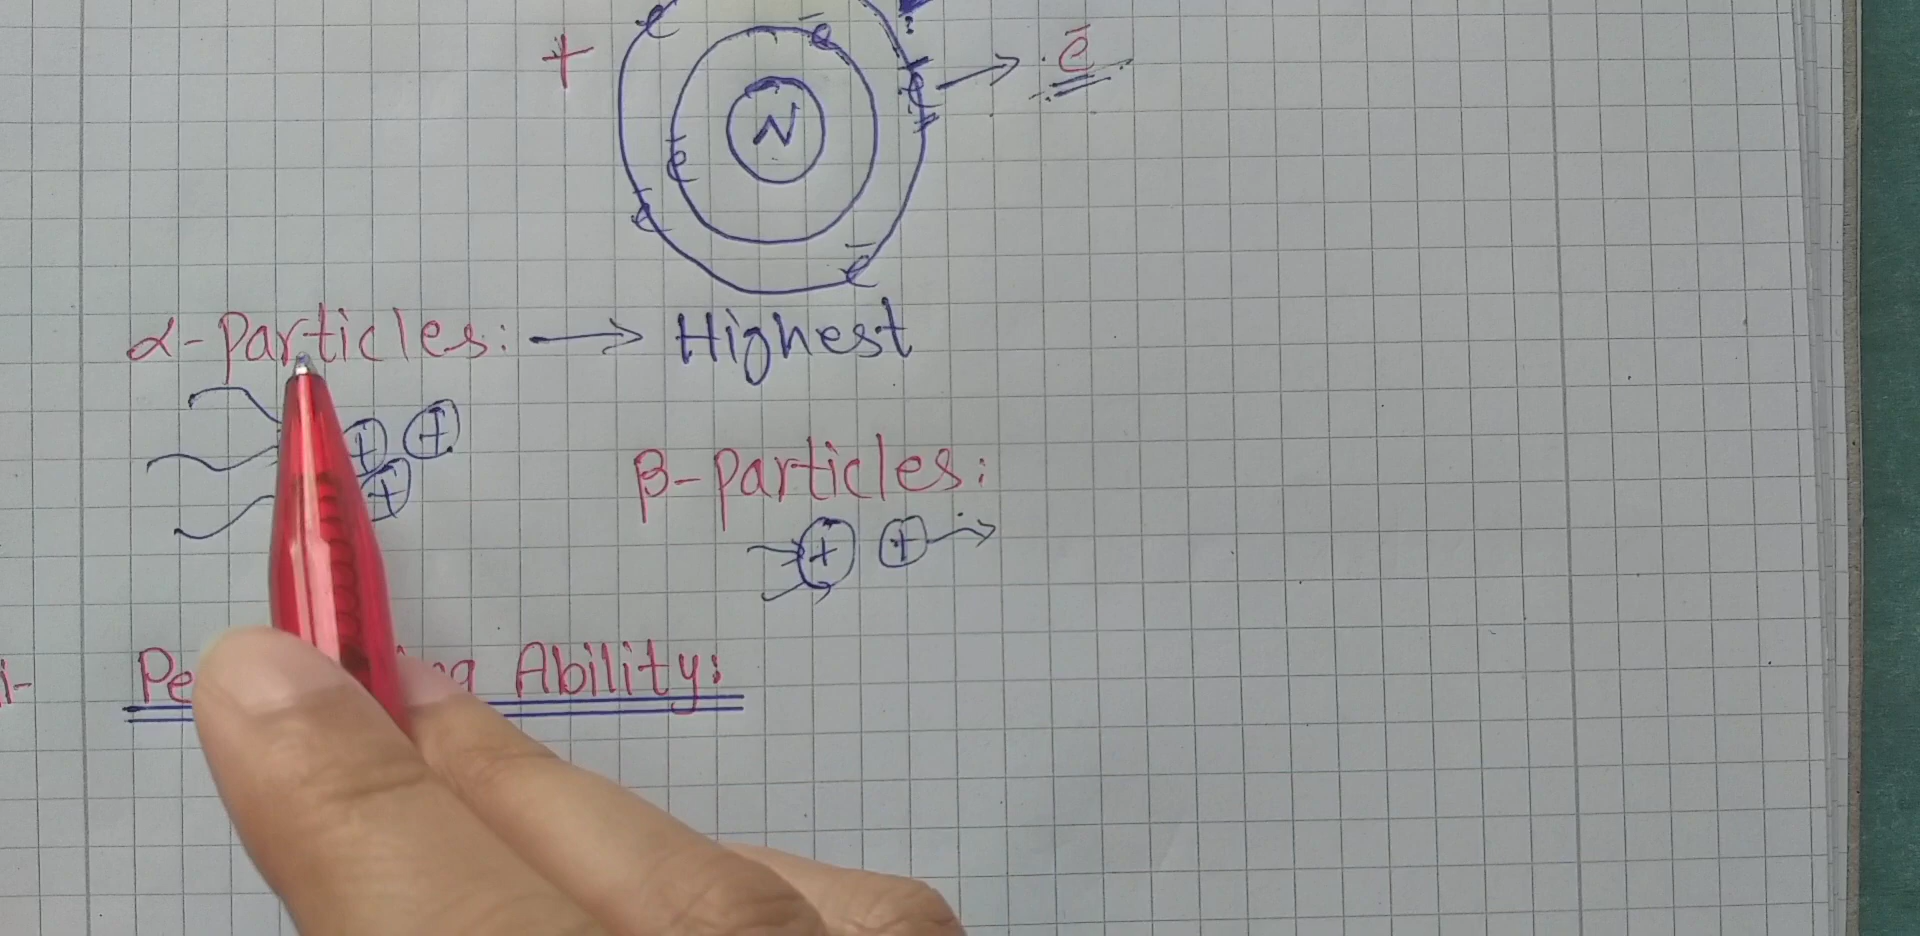 e ē
+ ē → ē
N
ē
ē
ē
α-Particles: → Highest
+ + +
β-Particles:
+ +
i- Ability: